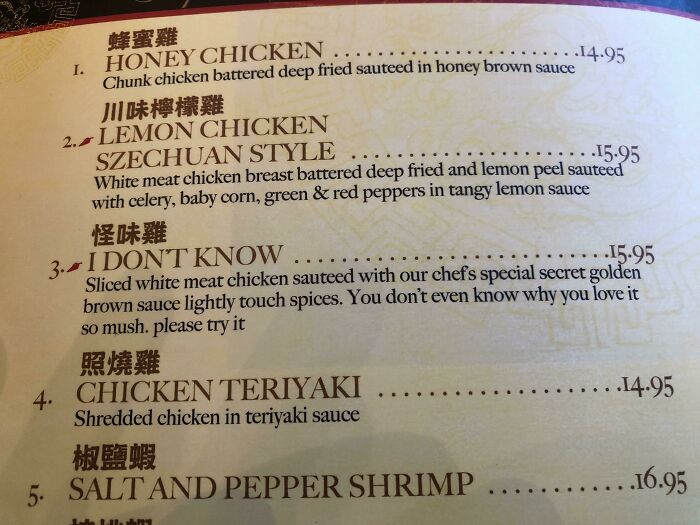 蜂蜜雞
1. HONEY CHICKEN ..............................14.95
Chunk chicken battered deep fried sauteed in honey brown sauce
川味檸檬雞
2. LEMON CHICKEN
SZECHUAN STYLE ..............................15.95
White meat chicken breast battered deep fried and lemon peel sauteed
with celery, baby corn, green & red peppers in tangy lemon sauce
怪味雞
3. I DON'T KNOW ......................................15.95
Sliced white meat chicken sauteed with our chef's special secret golden
brown sauce lightly touch spices. You don't even know why you love it
so mush. please try it
照燒雞
4. CHICKEN TERIYAKI ..............................14.95
Shredded chicken in teriyaki sauce
椒鹽蝦
5. SALT AND PEPPER SHRIMP ..................16.95